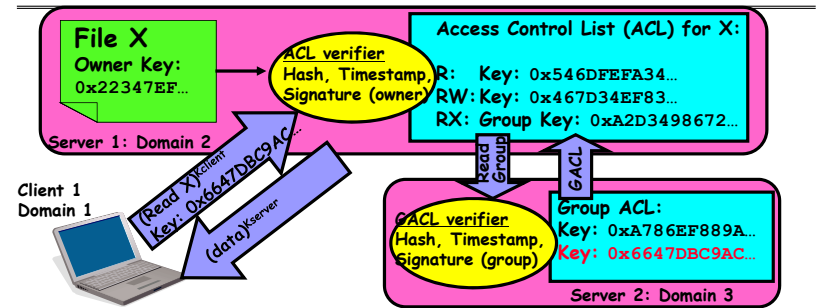 File X
Owner Key:
0x22347EF…
ACL verifier
Hash, Timestamp,
Signature (owner)
Access Control List (ACL) for X:
R: Key: 0x546DFEFA34…
RW: Key: 0x467D34EF83…
RX: Group Key: 0xA2D3498672…
Server 1: Domain 2
Client 1
Domain 1
(Read X)Kclient
Key: 0x6647DBC9AC…
(data)Kserver
Read
Group
GACL
GACL verifier
Hash, Timestamp,
Signature (group)
Group ACL:
Key: 0xA786EF889A…
Key: 0x6647DBC9AC…
Server 2: Domain 3